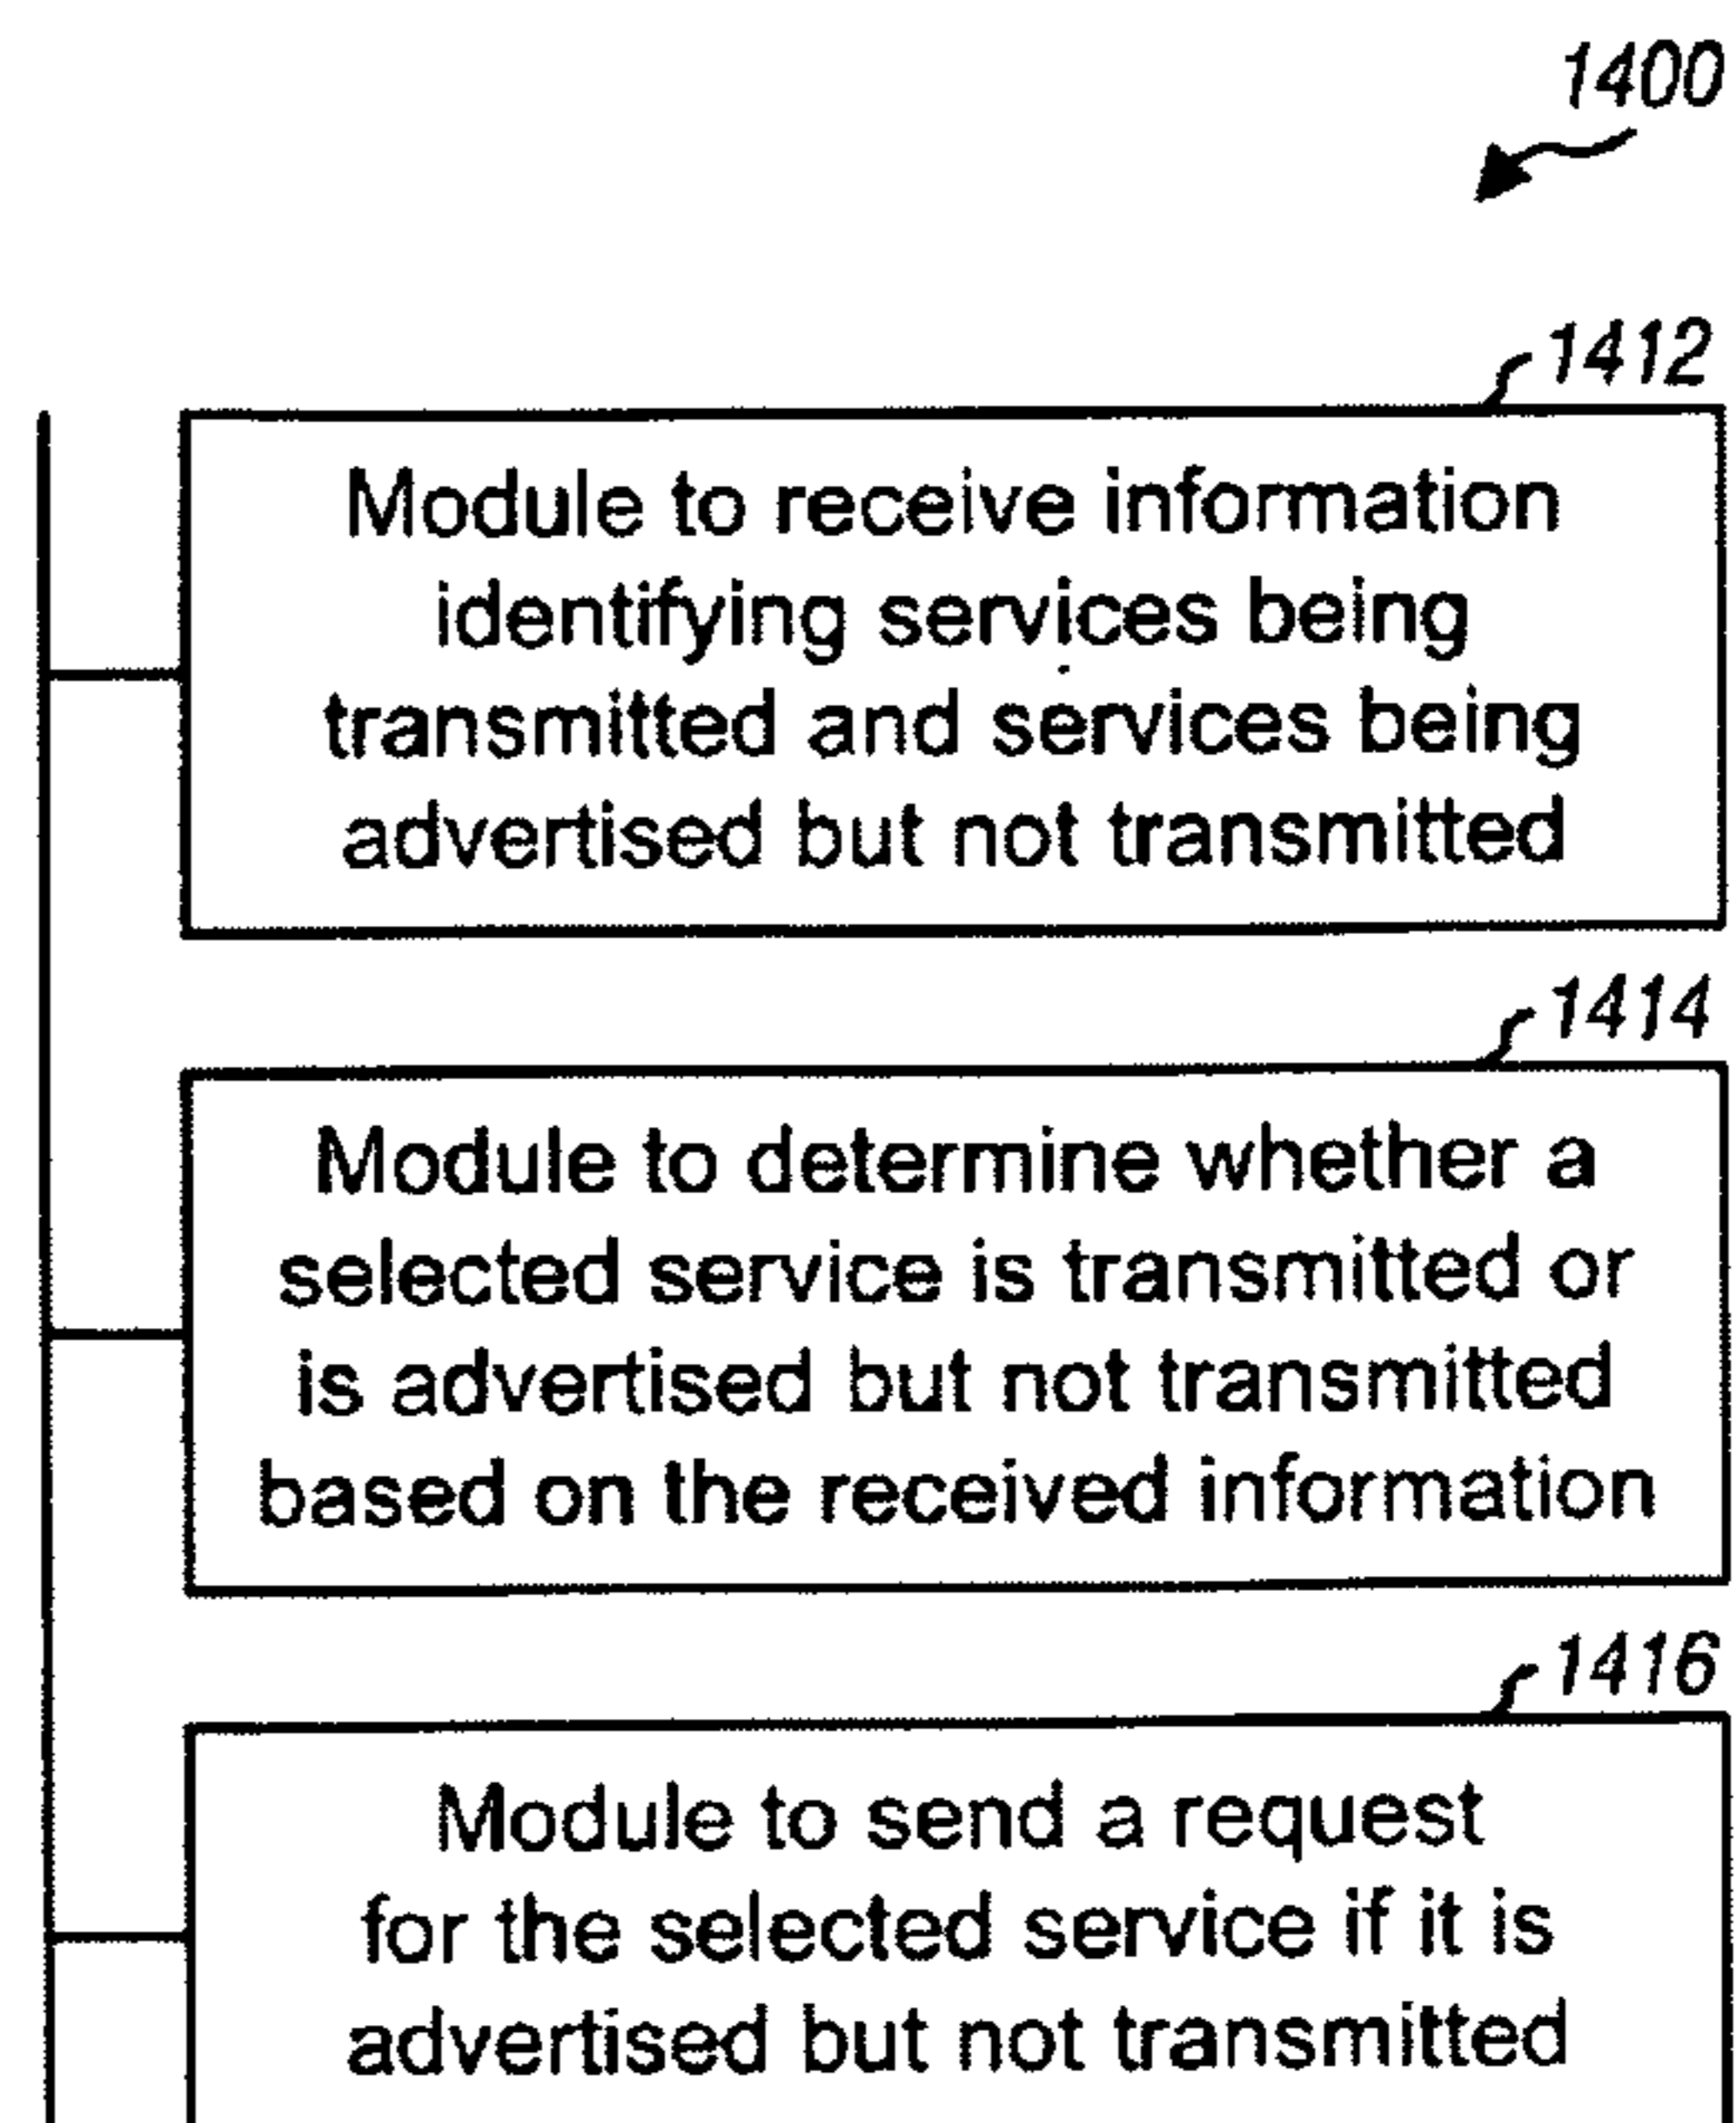 1400
1412
Module to receive information
identifying services being
transmitted and services being
advertised but not transmitted
1414
Module to determine whether a
selected service is transmitted or
is advertised but not transmitted
based on the received information
1416
Module to send a request
for the selected service if it is
advertised but not transmitted